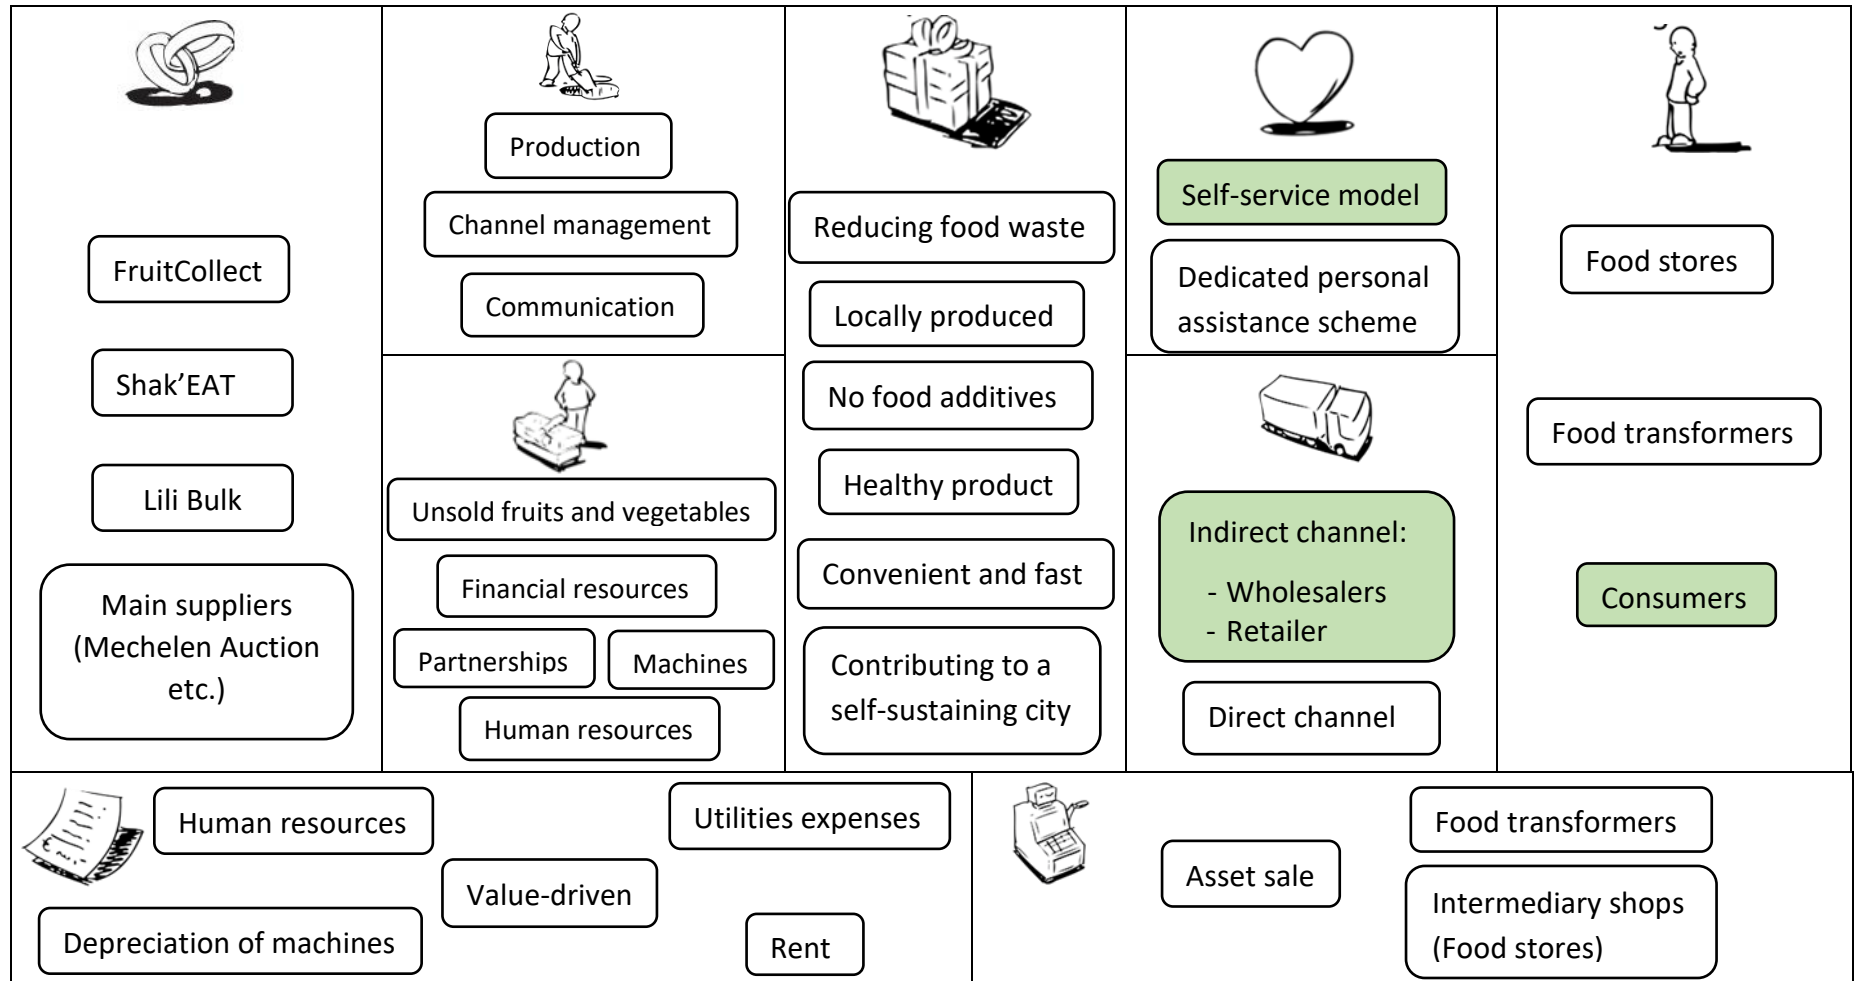 FruitCollect
Shak’EAT
Lili Bulk
Main suppliers
(Mechelen Auction
etc.)
Production
Channel management
Communication
Unsold fruits and vegetables
Financial resources
Partnerships
Machines
Human resources
Reducing food waste
Locally produced
No food additives
Healthy product
Convenient and fast
Contributing to a
self-sustaining city
Self-service model
Dedicated personal
assistance scheme
Indirect channel:
- Wholesalers
- Retailer
Direct channel
Food stores
Food transformers
Consumers
Human resources
Utilities expenses
Value-driven
Depreciation of machines
Rent
Asset sale
Food transformers
Intermediary shops
(Food stores)